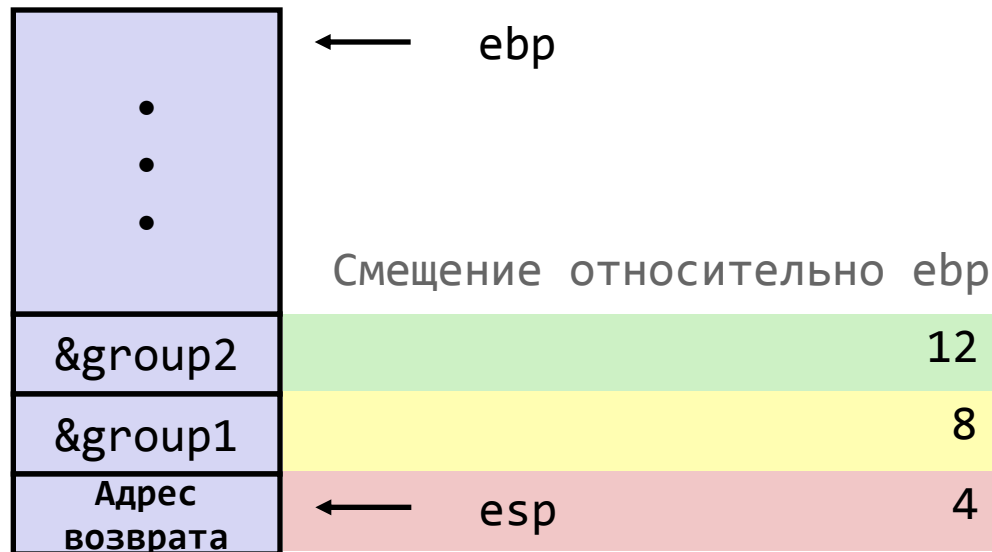 ebp
Смещение относительно ebp
&group2 12
&group1 8
Адрес
возврата
esp 4